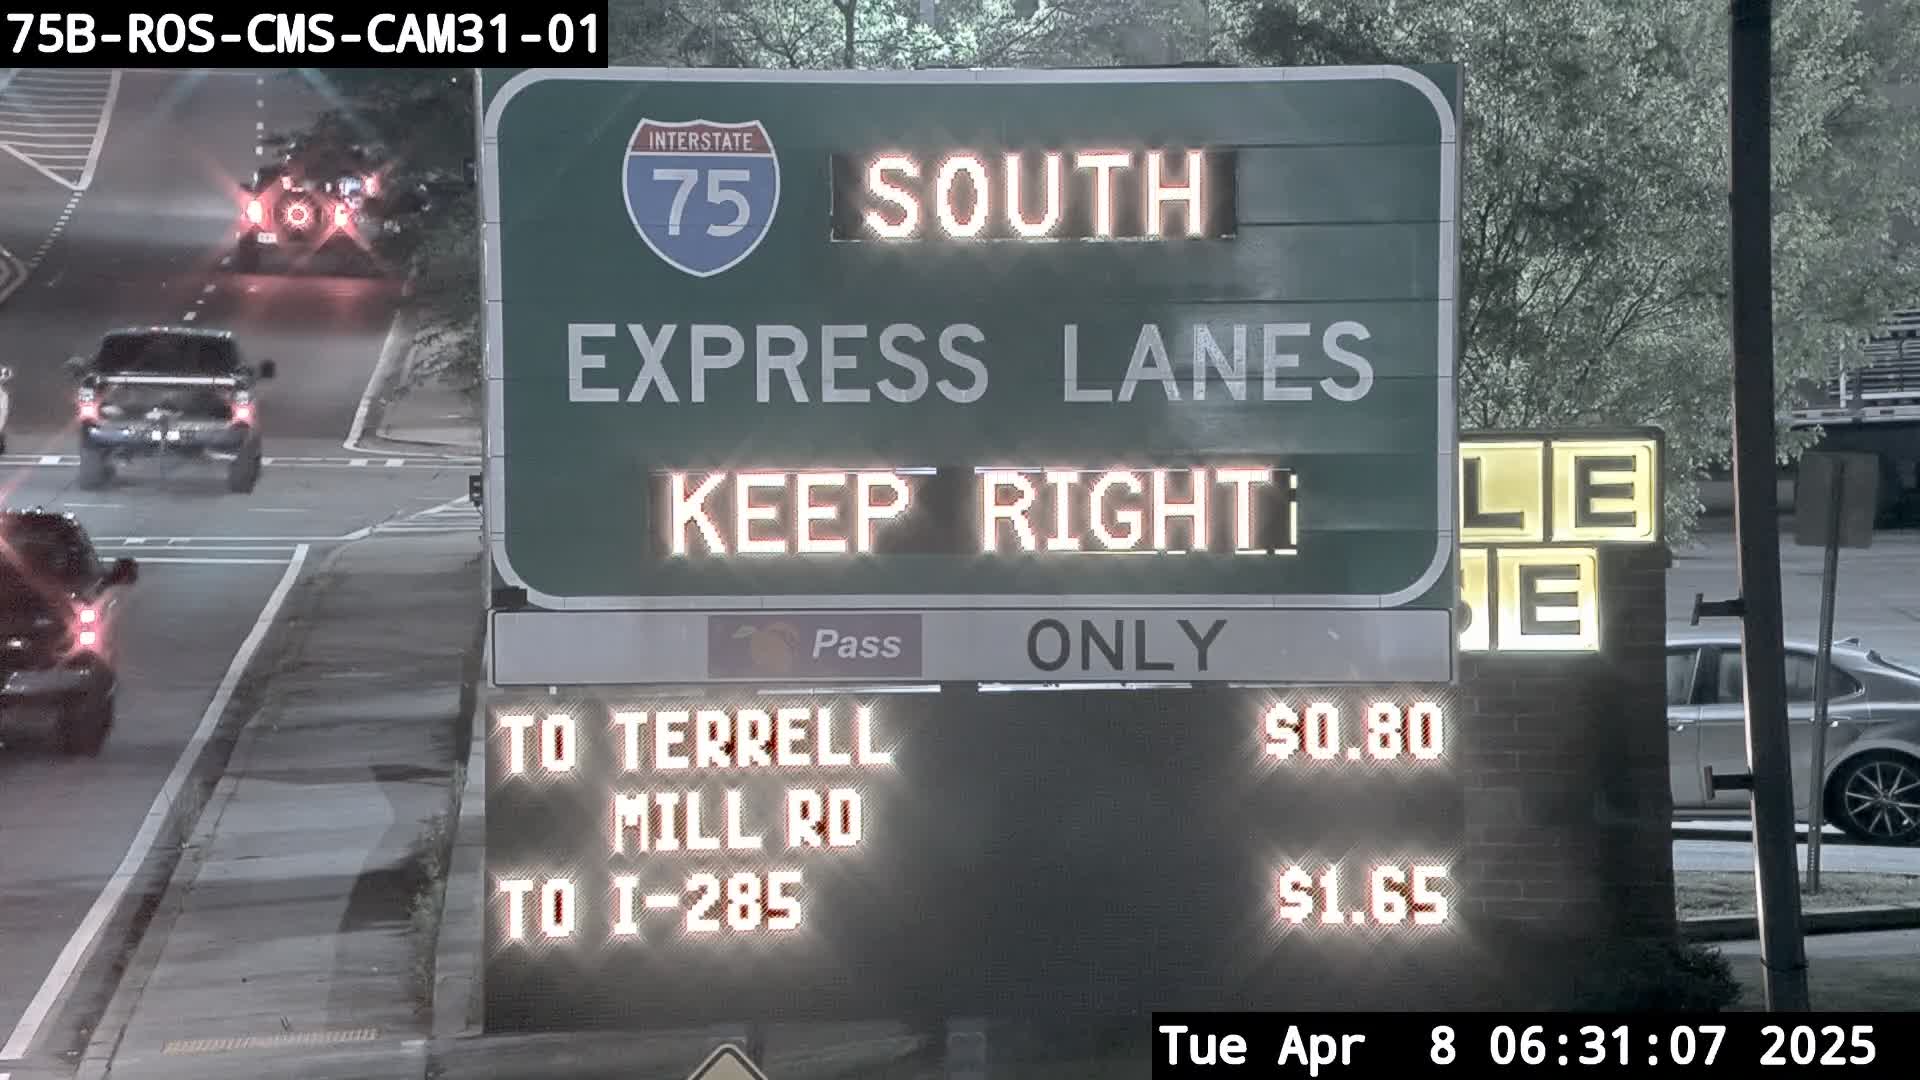 75B-ROS-CMS-CAM31-01
INTERSTATE
75
SOUTH
EXPRESS LANES
KEEP RIGHT
Pass ONLY
TO TERRELL $0.80
MILL RD
TO I-285 $1.65
LE
E
Tue Apr 8 06:31:07 2025